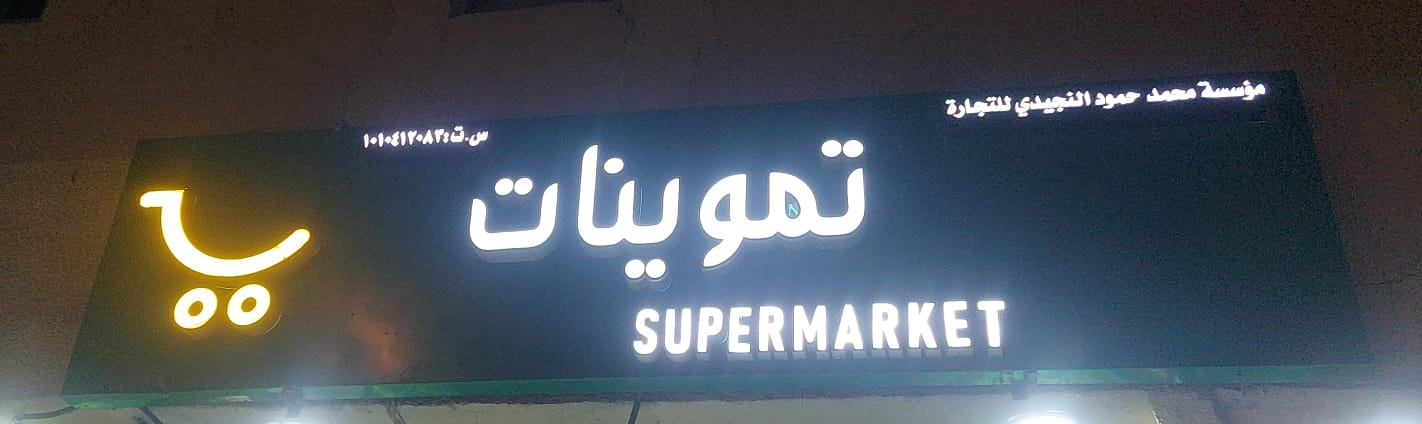 مؤسسة محمد حمود النجيدي للتجارة
س.ت: ١٠١٠٤١٢٠٨٣
تموينات
SUPERMARKET